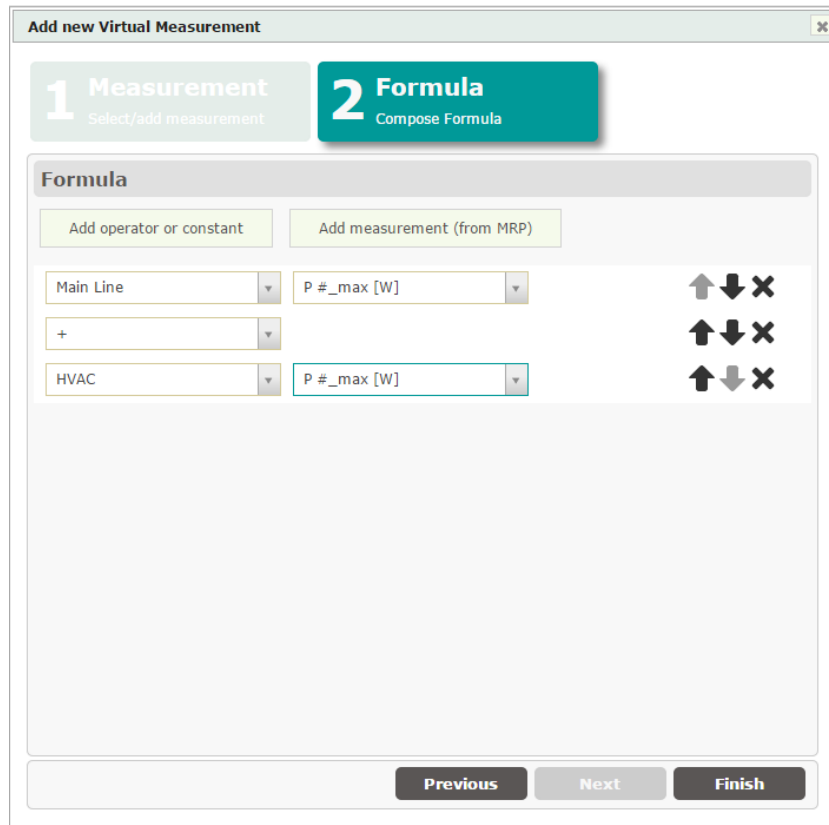 Add new Virtual Measurement
1 Measurement
Select/add measurement
2 Formula
Compose Formula
Formula
Add operator or constant Add measurement (from MRP)
Main Line P #_max [W]
+
HVAC P #_max [W]
Previous Next Finish